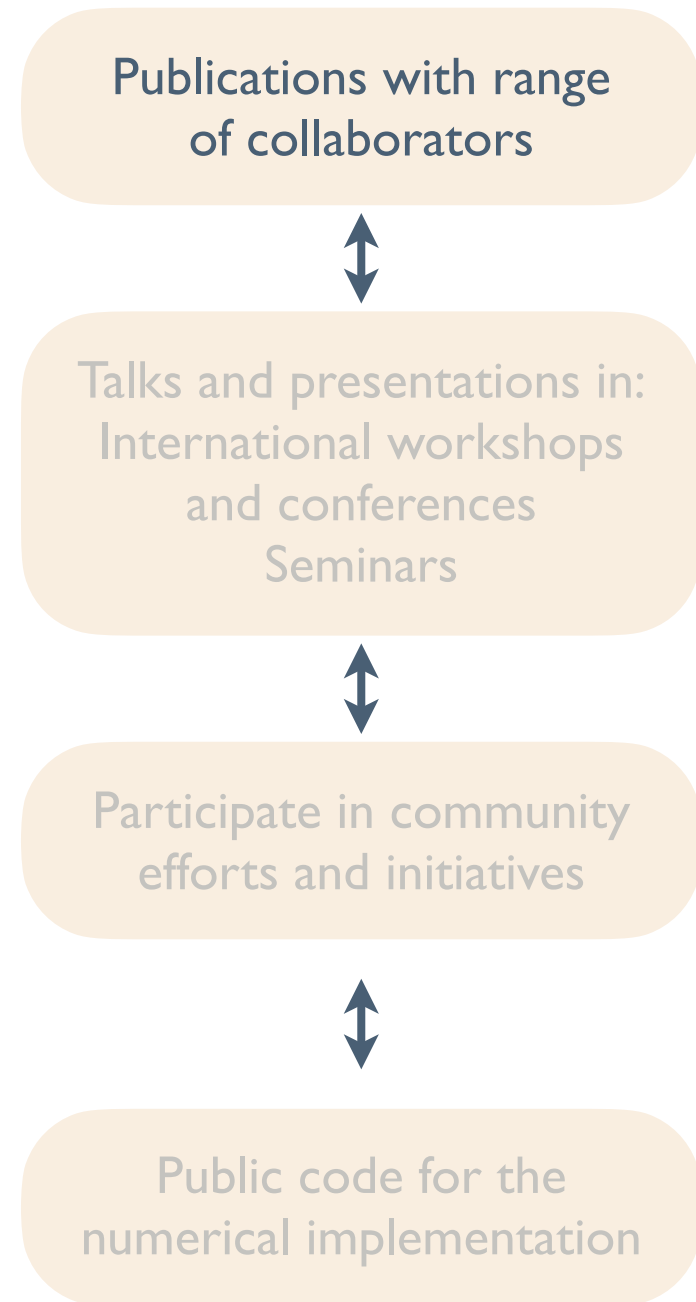 Publications with range
of collaborators
Talks and presentations in:
International workshops
and conferences
Seminars
Participate in community
efforts and initiatives
Public code for the
numerical implementation